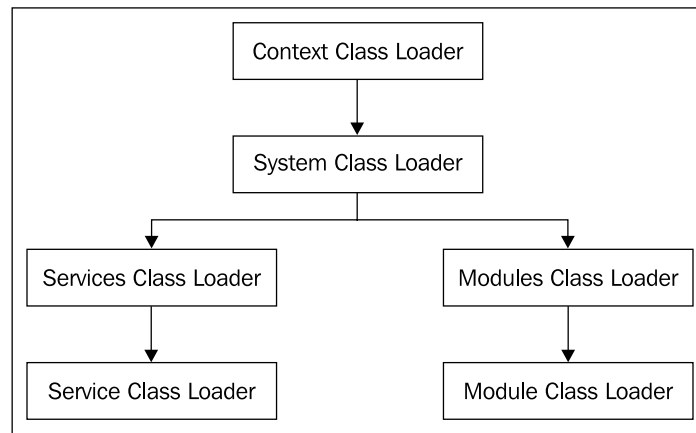 Context Class Loader
System Class Loader
Services Class Loader
Modules Class Loader
Service Class Loader
Module Class Loader